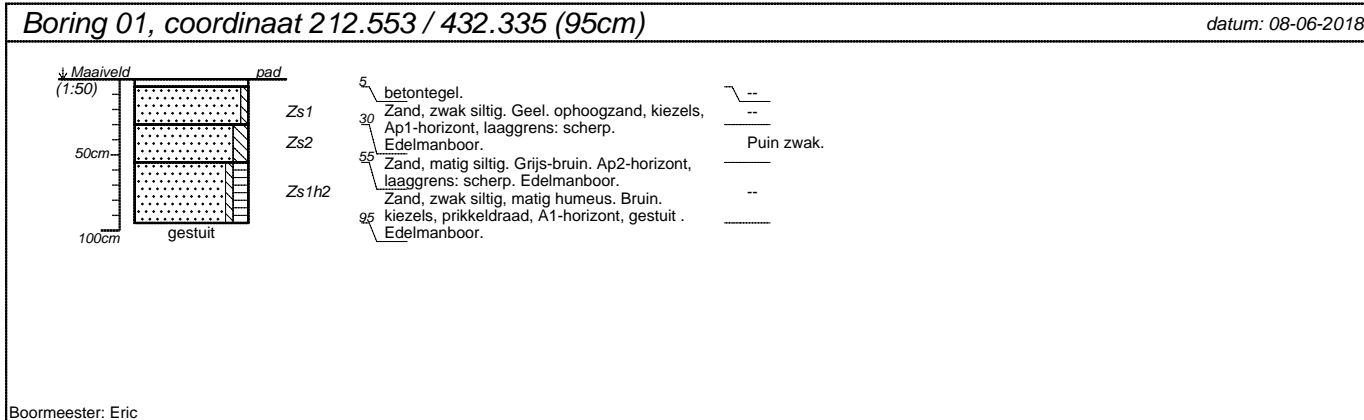 Boring 01, coordinaat 212.553 / 432.335 (95cm)
datum: 08-06-2018
Maaiveld
pad
(1:50)
5
betontegel.
--
Zs1
Zand, zwak siltig. Geel. ophoogzand, kiezels,
--
30
Ap1-horizont, laaggrens: scherp.
Edelmanboor.
Zs2
Puin zwak.
50cm
55
Zand, matig siltig. Grijs-bruin. Ap2-horizont,
laaggrens: scherp. Edelmanboor.
Zs1h2
Zand, zwak siltig, matig humeus. Bruin.
--
95
kiezels, prikkeldraad, A1-horizont, gestuit .
Edelmanboor.
100cm
gestuit
Boormeester: Eric